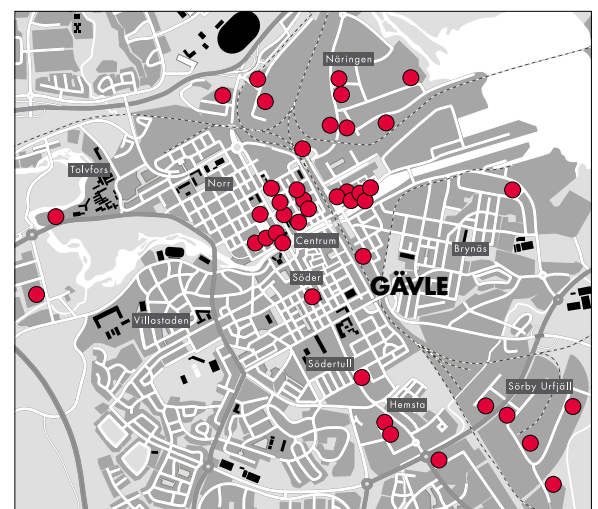 Näringen
Tolvfors
Norr
Centrum
Brynäs
Söder
GÄVLE
Villastaden
Södertull
Sörby Urfjäll
Hemsta